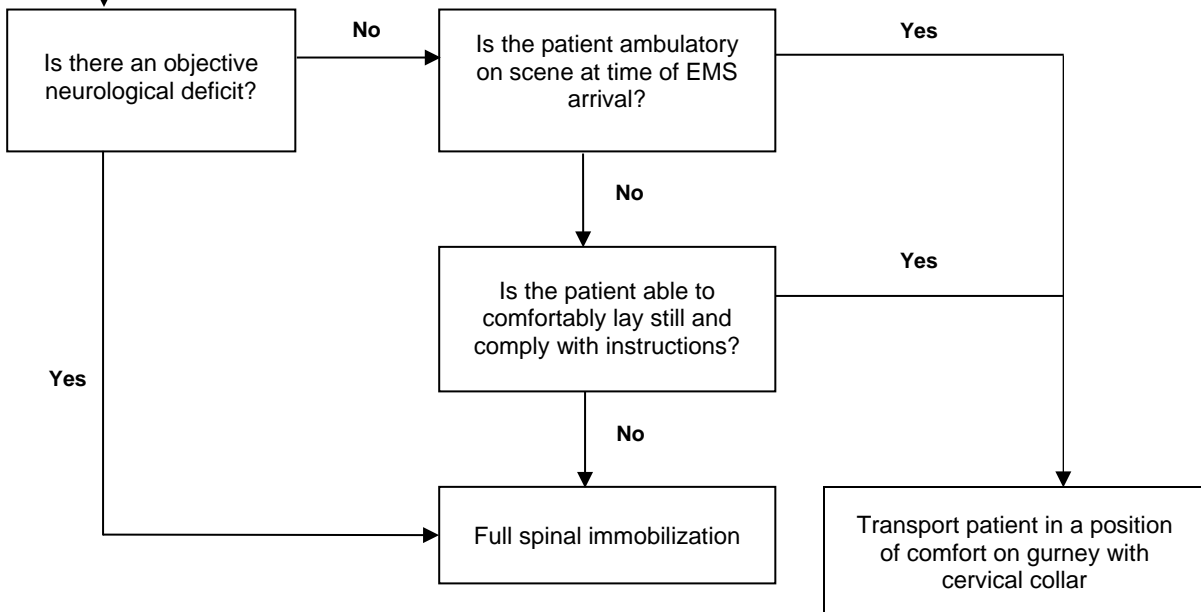 Is there an objective
neurological deficit?
No
Is the patient ambulatory
on scene at time of EMS
arrival?
Yes
No
Is the patient able to
comfortably lay still and
comply with instructions?
Yes
Yes
No
Full spinal immobilization
Transport patient in a position
of comfort on gurney with
cervical collar